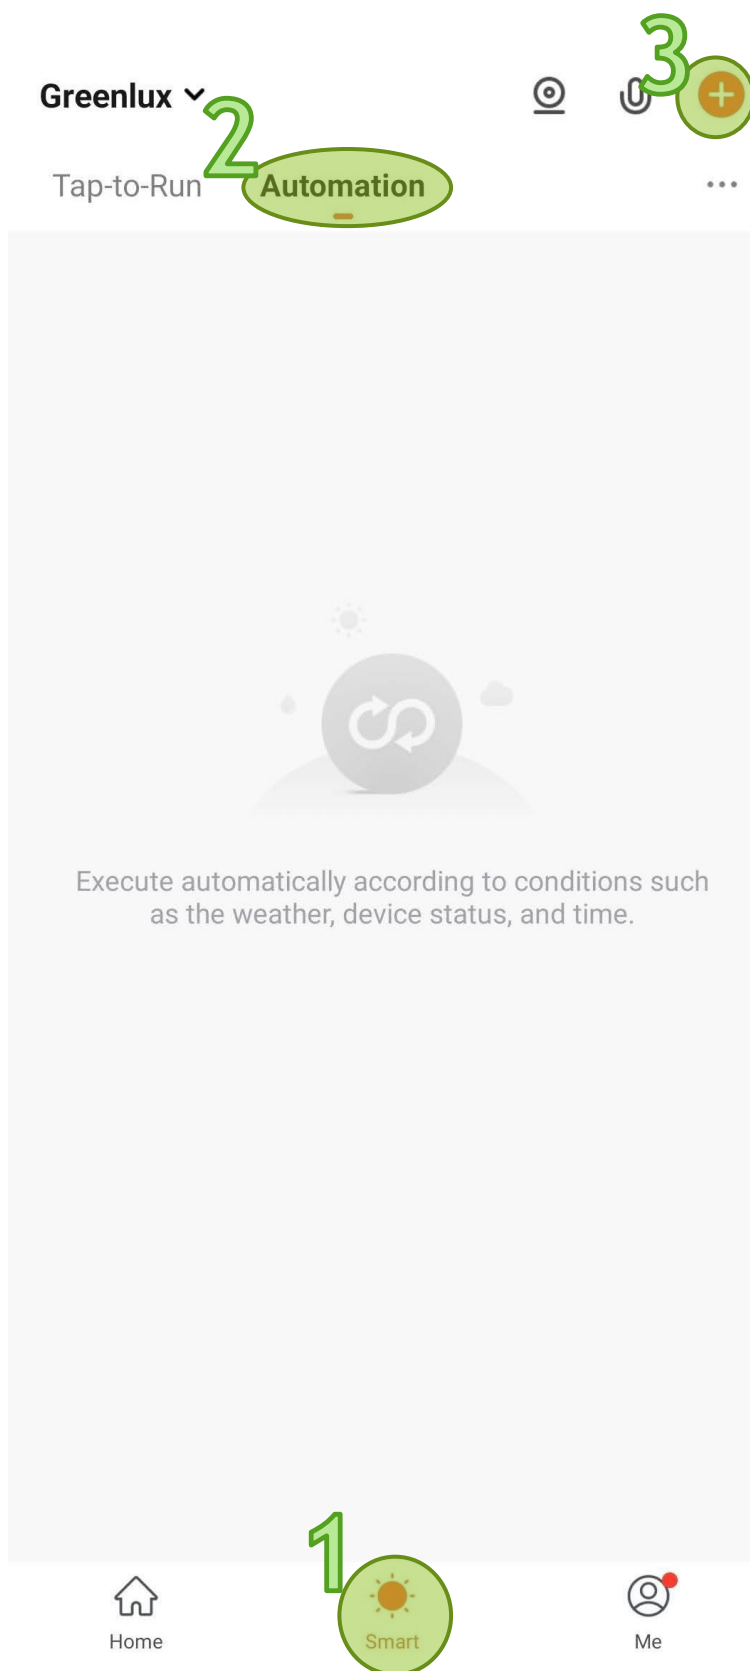 3
Greenlux
2
Tap-to-Run
Automation
Execute automatically according to conditions such
as the weather, device status, and time.
1
Home
Smart
Me